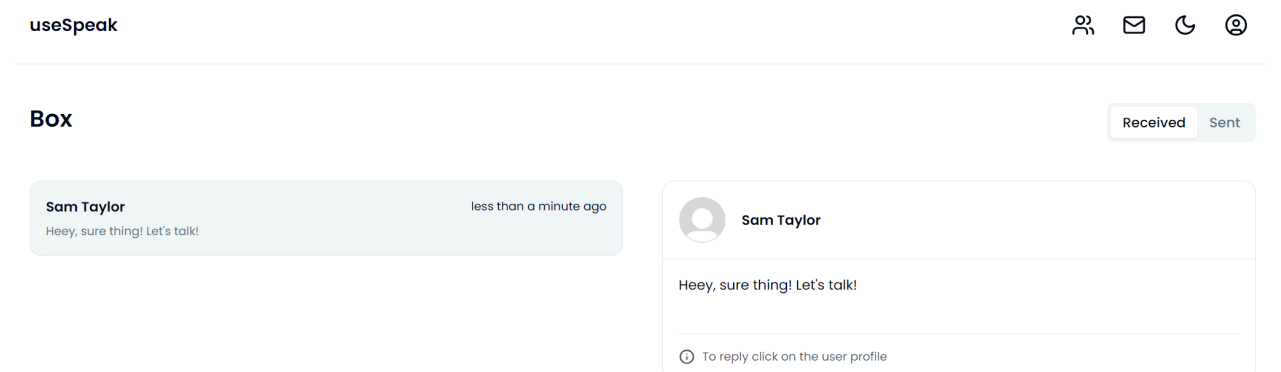 useSpeak
Box
Received Sent
Sam Taylor less than a minute ago
Heey, sure thing! Let's talk!
Sam Taylor
Heey, sure thing! Let's talk!
To reply click on the user profile